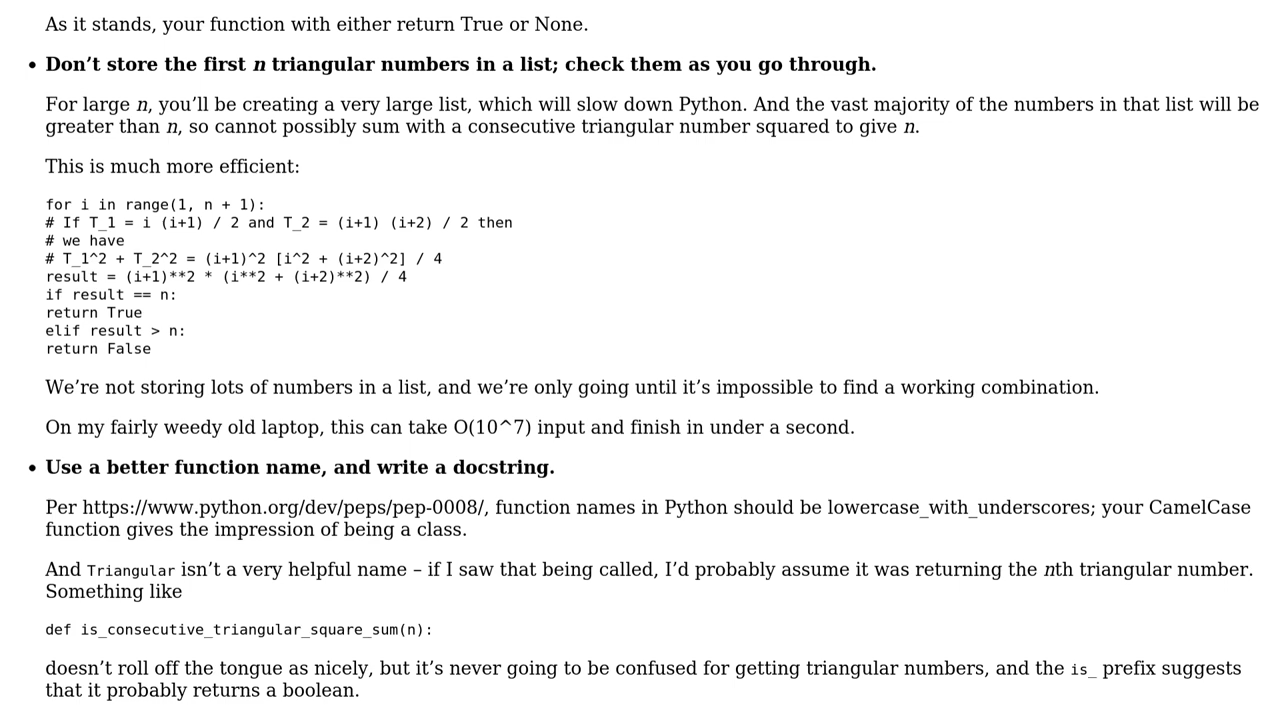 As it stands, your function with either return True or None.
• Don’t store the first n triangular numbers in a list; check them as you go through.
For large n, you’ll be creating a very large list, which will slow down Python. And the vast majority of the numbers in that list will be
greater than n, so cannot possibly sum with a consecutive triangular number squared to give n.
This is much more efficient:
for i in range(1, n + 1):
# If T_1 = i (i+1) / 2 and T_2 = (i+1) (i+2) / 2 then
# we have
# T_1^2 + T_2^2 = (i+1)^2 [i^2 + (i+2)^2] / 4
result = (i+1)**2 * (i**2 + (i+2)**2) / 4
if result == n:
return True
elif result > n:
return False
We’re not storing lots of numbers in a list, and we’re only going until it’s impossible to find a working combination.
On my fairly weedy old laptop, this can take O(10^7) input and finish in under a second.
• Use a better function name, and write a docstring.
Per https://www.python.org/dev/peps/pep-0008/, function names in Python should be lowercase_with_underscores; your CamelCase
function gives the impression of being a class.
And Triangular isn’t a very helpful name – if I saw that being called, I’d probably assume it was returning the nth triangular number.
Something like
def is_consecutive_triangular_square_sum(n):
doesn’t roll off the tongue as nicely, but it’s never going to be confused for getting triangular numbers, and the is_ prefix suggests
that it probably returns a boolean.